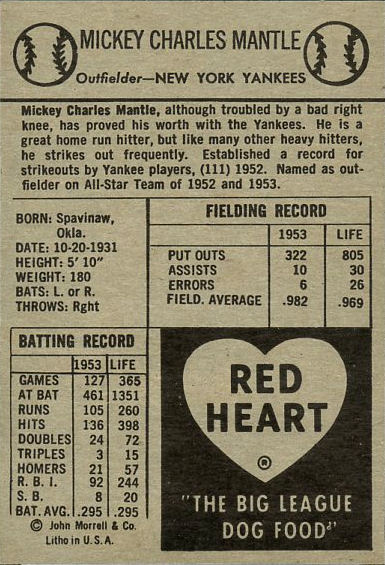 MICKEY CHARLES MANTLE
Outfielder—NEW YORK YANKEES
Mickey Charles Mantle, although troubled by a bad right
knee, has proved his worth with the Yankees. He is a
great home run hitter, but like many other heavy hitters,
he strikes out frequently. Established a record for
strikeouts by Yankee players, (111) 1952. Named as out-
fielder on All-Star Team of 1952 and 1953.
BORN: Spavinaw,
Okla.
DATE: 10-20-1931
HEIGHT: 5' 10"
WEIGHT: 180
BATS: L. or R.
THROWS: Rght
FIELDING RECORD
1953 LIFE
PUT OUTS 322 805
ASSISTS 10 30
ERRORS 6 26
FIELD. AVERAGE .982 .969
BATTING RECORD
1953 LIFE
GAMES 127 365
AT BAT 461 1351
RUNS 105 260
HITS 136 398
DOUBLES 24 72
TRIPLES 3 15
HOMERS 21 57
R. B. I. 92 244
S. B. 8 20
BAT. AVG. .295 .295
© John Morrell & Co.
Litho in U. S. A.
RED
HEART
®
"THE BIG LEAGUE
DOG FOOD"